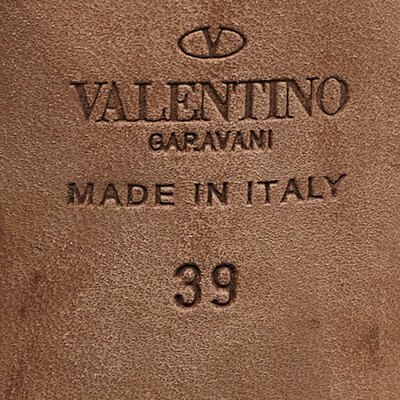 V
VALENTINO
GARAVANI
MADE IN ITALY
39